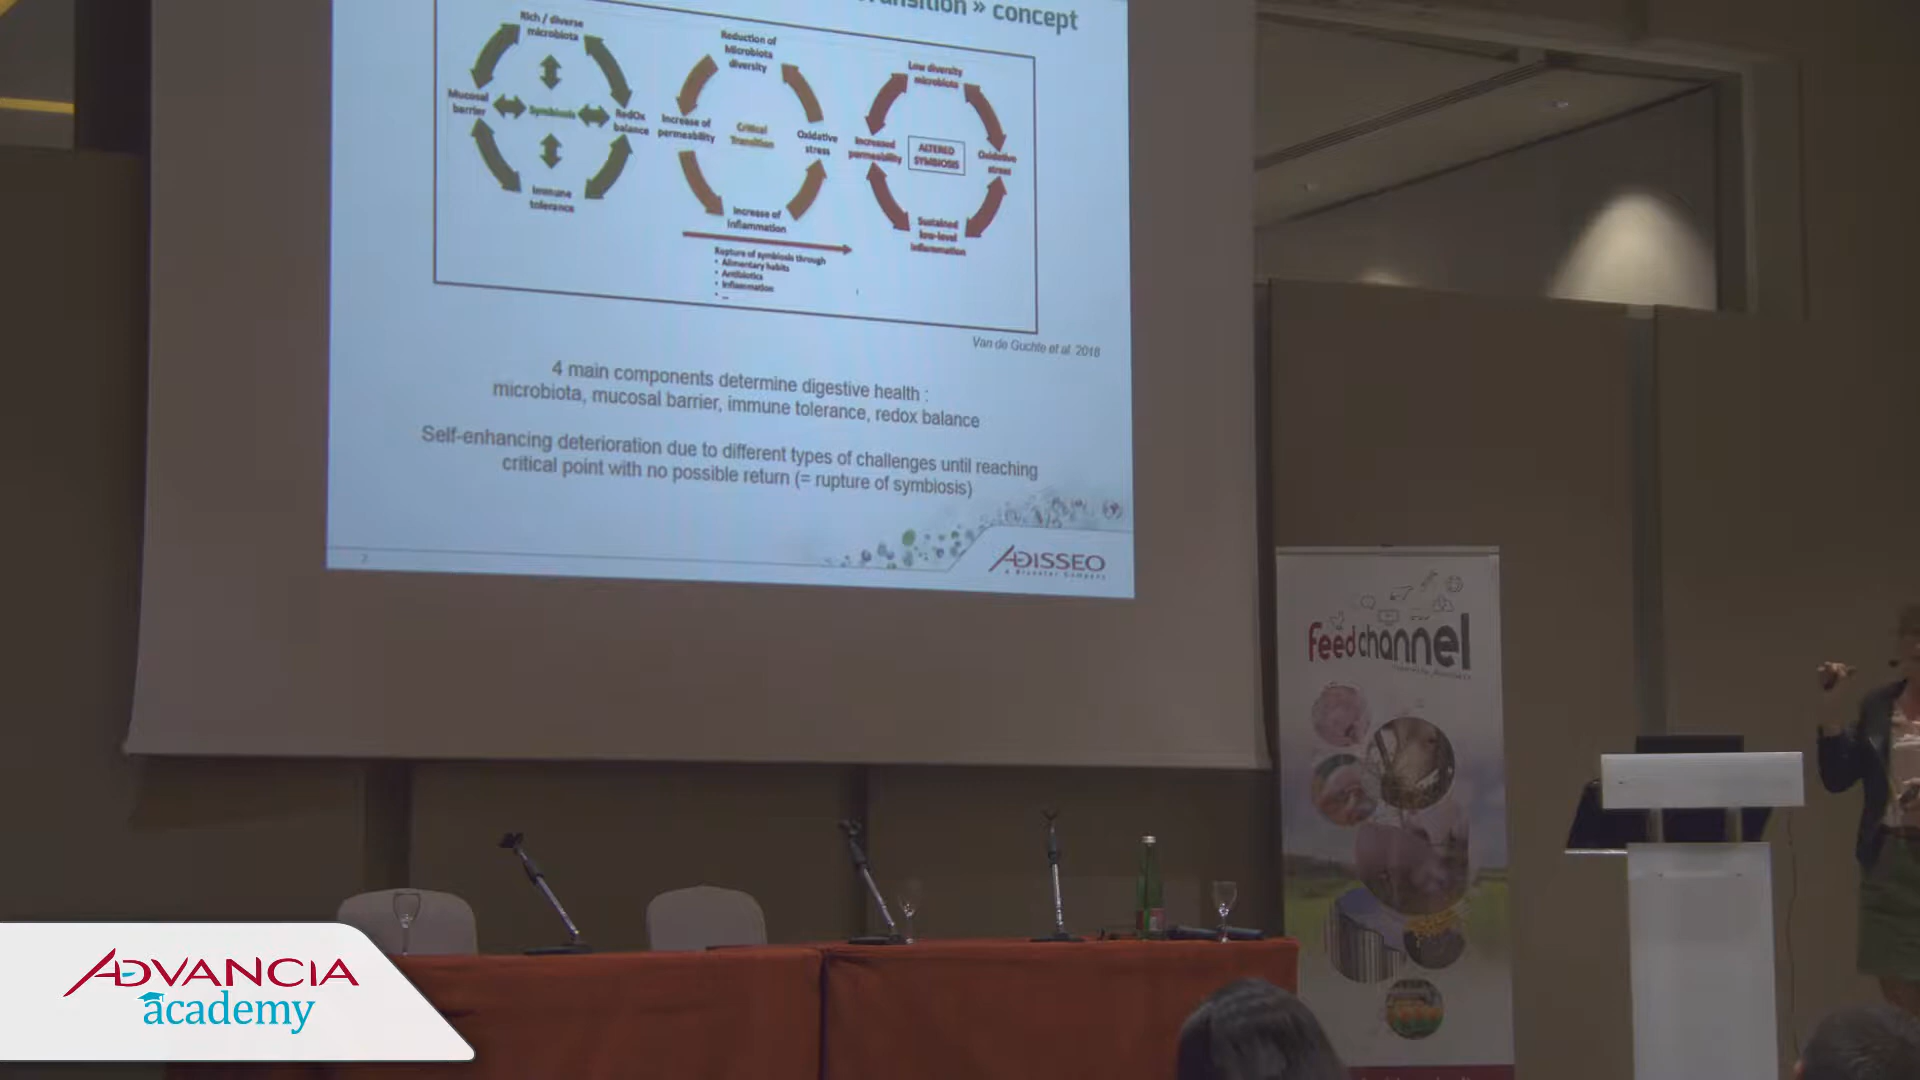 » concept
Rich / diverse
microbiota
Mucosal
barrier
Symbiosis
RedOx
balance
Immune
tolerance
Reduction of
Microbiota
diversity
Increase of
permeability
Critical
Transition
Oxidative
stress
Increase of
inflammation
Rupture of symbiosis through
• Alimentary habits
• Antibiotics
• Inflammation
• ...
Low diversity
microbiota
Increased
permeability
ALTERED
SYMBIOSIS
Oxidative
stress
Sustained
low-level
inflammation
Van de Guchte et al. 2018
4 main components determine digestive health :
microbiota, mucosal barrier, immune tolerance, redox balance
Self-enhancing deterioration due to different types of challenges until reaching
critical point with no possible return (= rupture of symbiosis)
2
ADISSEO
A Bluestar Company
feedchannel
ADVANCIA
academy